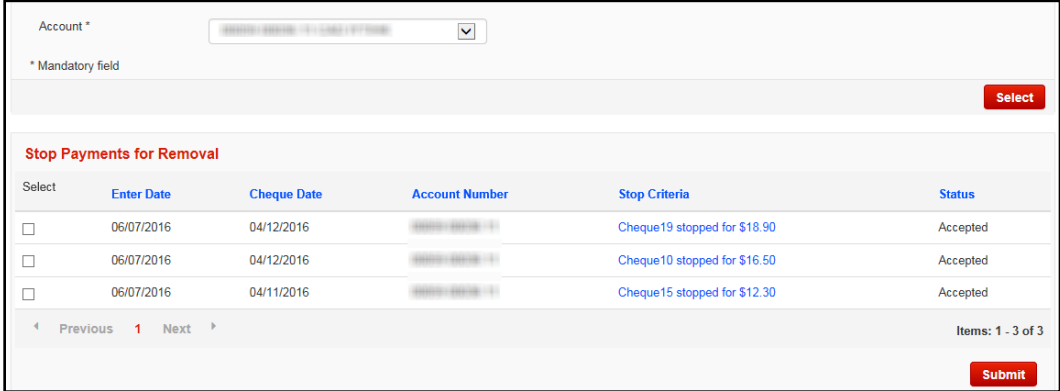 Account *
* Mandatory field
Select
Stop Payments for Removal
Select Enter Date Cheque Date Account Number Stop Criteria Status
06/07/2016 04/12/2016 Cheque19 stopped for $18.90 Accepted
06/07/2016 04/12/2016 Cheque10 stopped for $16.50 Accepted
06/07/2016 04/11/2016 Cheque15 stopped for $12.30 Accepted
Previous 1 Next Items: 1 - 3 of 3
Submit